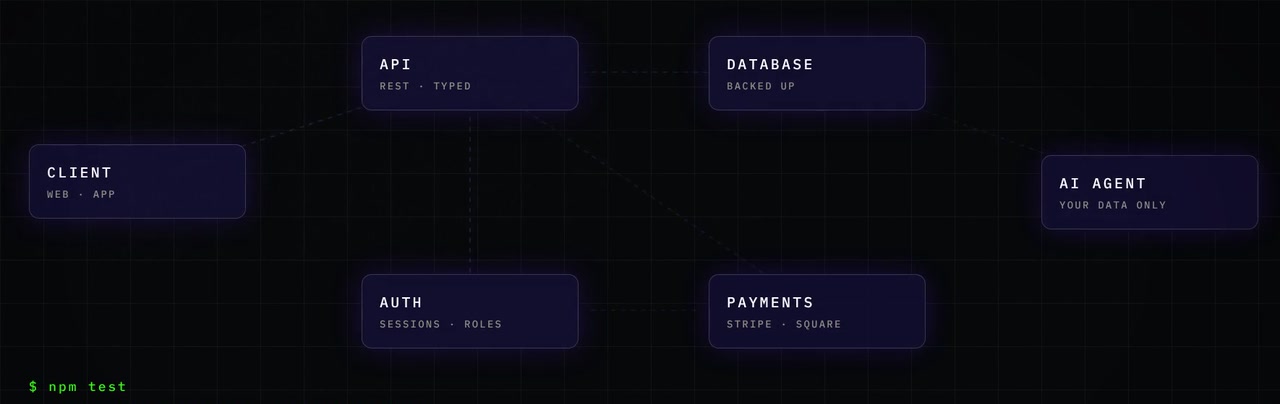 API
REST · TYPED
DATABASE
BACKED UP
CLIENT
WEB · APP
AI AGENT
YOUR DATA ONLY
AUTH
SESSIONS · ROLES
PAYMENTS
STRIPE · SQUARE
$ npm test